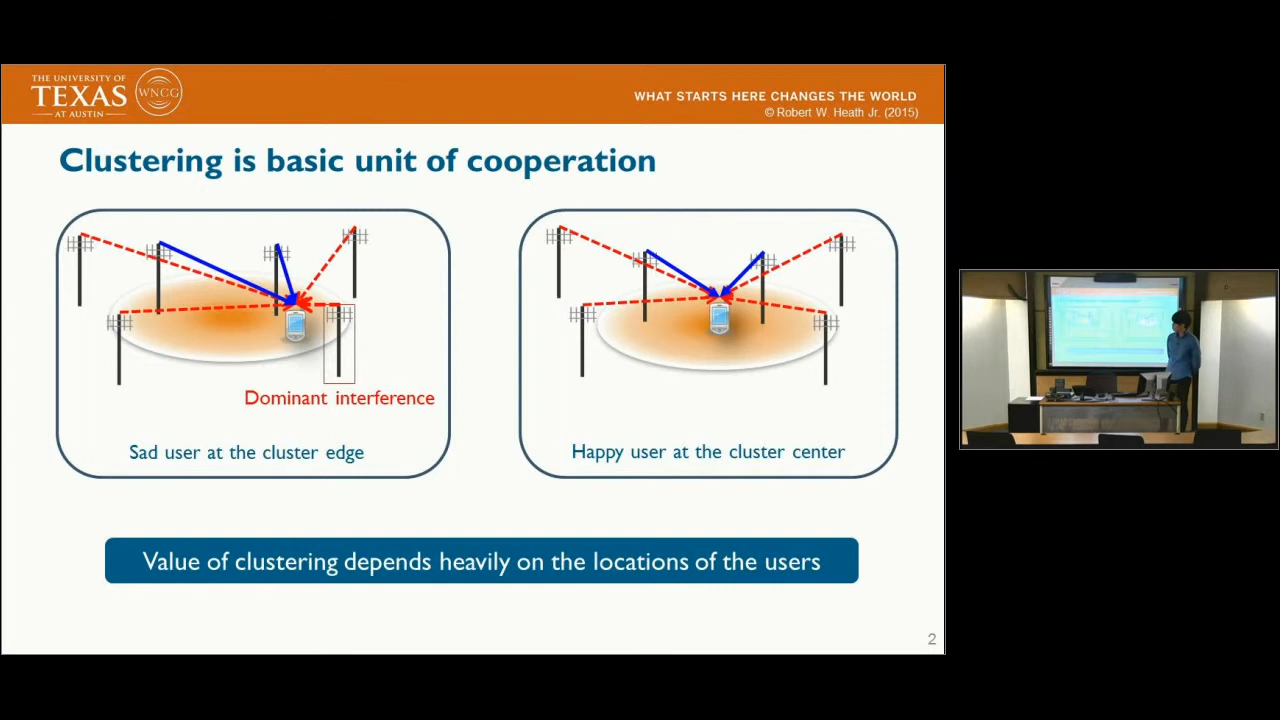 THE UNIVERSITY OF
TEXAS
AT AUSTIN
WNCG
WHAT STARTS HERE CHANGES THE WORLD
© Robert W. Heath Jr. (2015)
Clustering is basic unit of cooperation
Dominant interference
Sad user at the cluster edge
Happy user at the cluster center
Value of clustering depends heavily on the locations of the users
2